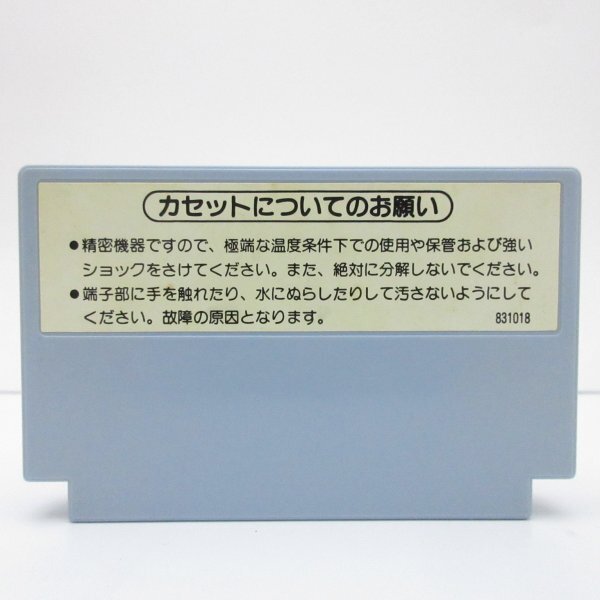 カセットについてのお願い
●精密機器ですので、極端な温度条件下での使用や保管および強い
ショックをさけてください。また、絶対に分解しないでください。
●端子部に手を触れたり、水にぬらしたりして汚さないようにして
ください。故障の原因となります。
831018